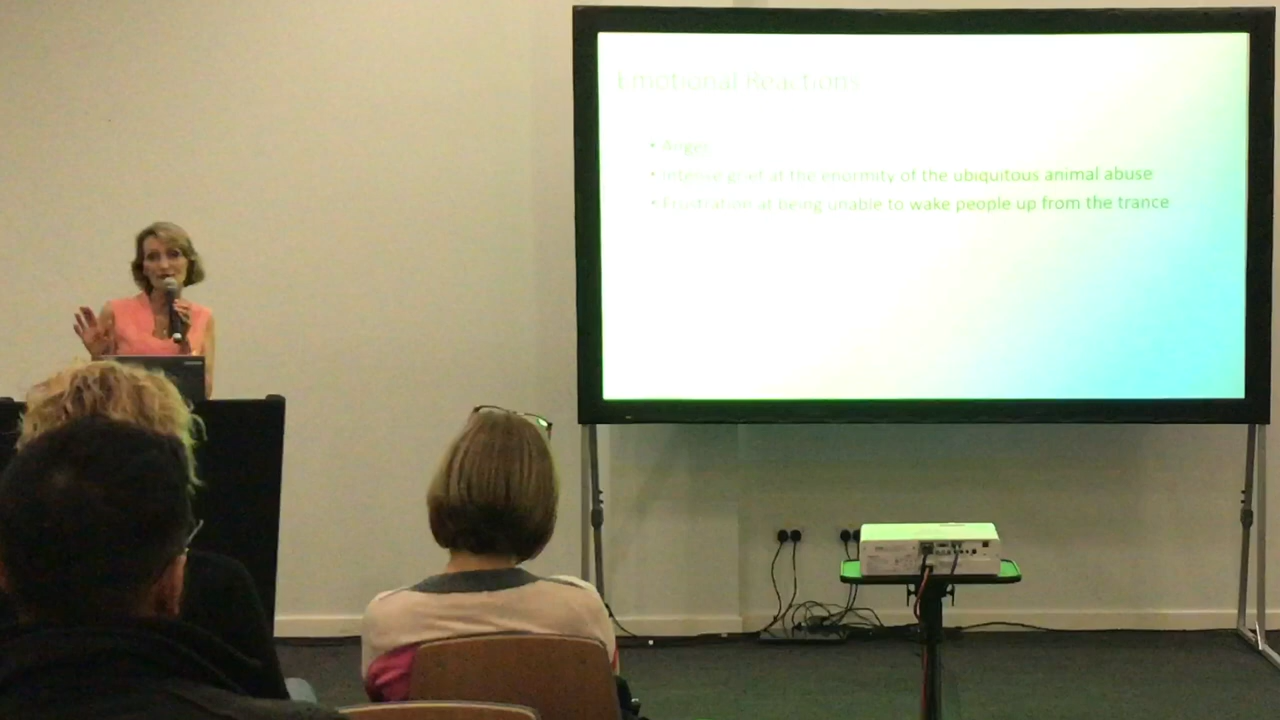 Emotional Reactions
• Anger
• Intense grief at the enormity of the ubiquitous animal abuse
• Frustration at being unable to wake people up from the trance